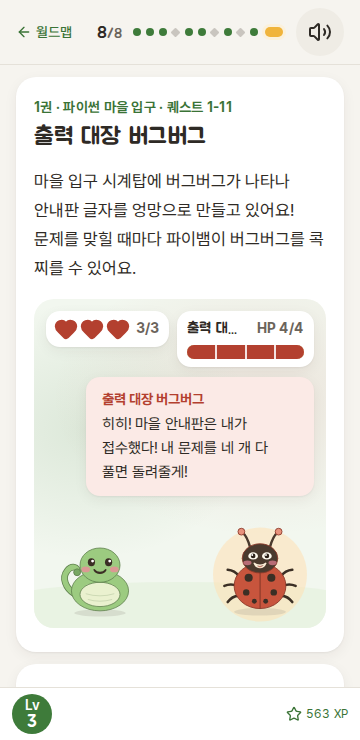 월드맵
8/8
1권 · 파이썬 마을 입구 · 퀘스트 1-11
출력 대장 버그버그
마을 입구 시계탑에 버그버그가 나타나
안내판 글자를 엉망으로 만들고 있어요!
문제를 맞힐 때마다 파이뱀이 버그버그를 콕
찌를 수 있어요.
3/3
출력 대... HP 4/4
출력 대장 버그버그
히히! 마을 안내판은 내가
접수했다! 내 문제를 네 개 다
풀면 돌려줄게!
Lv
3
563 XP